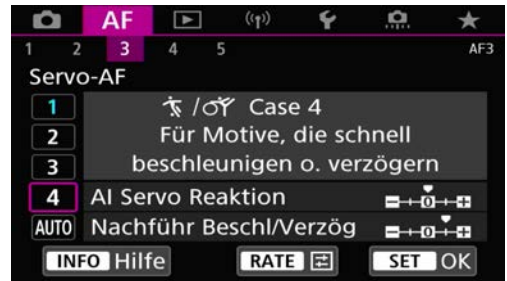 AF
1 2 3 4 5 AF3
Servo-AF
1 / Case 4
2 Für Motive, die schnell
3 beschleunigen o. verzögern
4 AI Servo Reaktion -0+
AUTO Nachführ Beschl/Verzög -0+
INFO Hilfe RATE SET OK